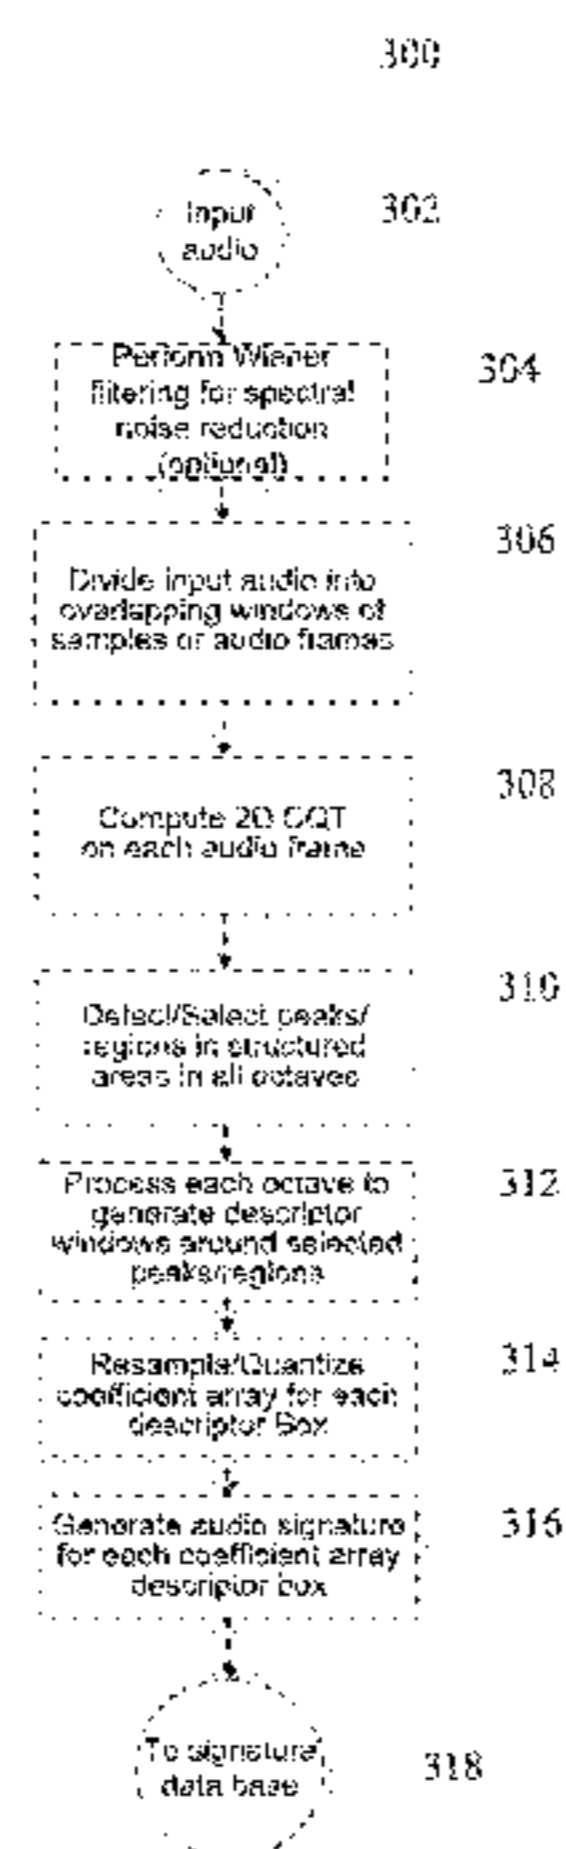 300
302
Input
audio
304
Perform Wiener
filtering for spectral
noise reduction
(optional)
306
Divide input audio into
overlapping windows of
samples or audio frames
308
Compute 2D CQT
on each audio frame
310
Detect/Select peaks/
regions in structured
areas in all octaves
312
Process each octave to
generate descriptor
windows around selected
peaks/regions
314
Resample/Quantize
coefficient array for each
descriptor Box
316
Generate audio signature
for each coefficient array
descriptor box
318
To signature
data base